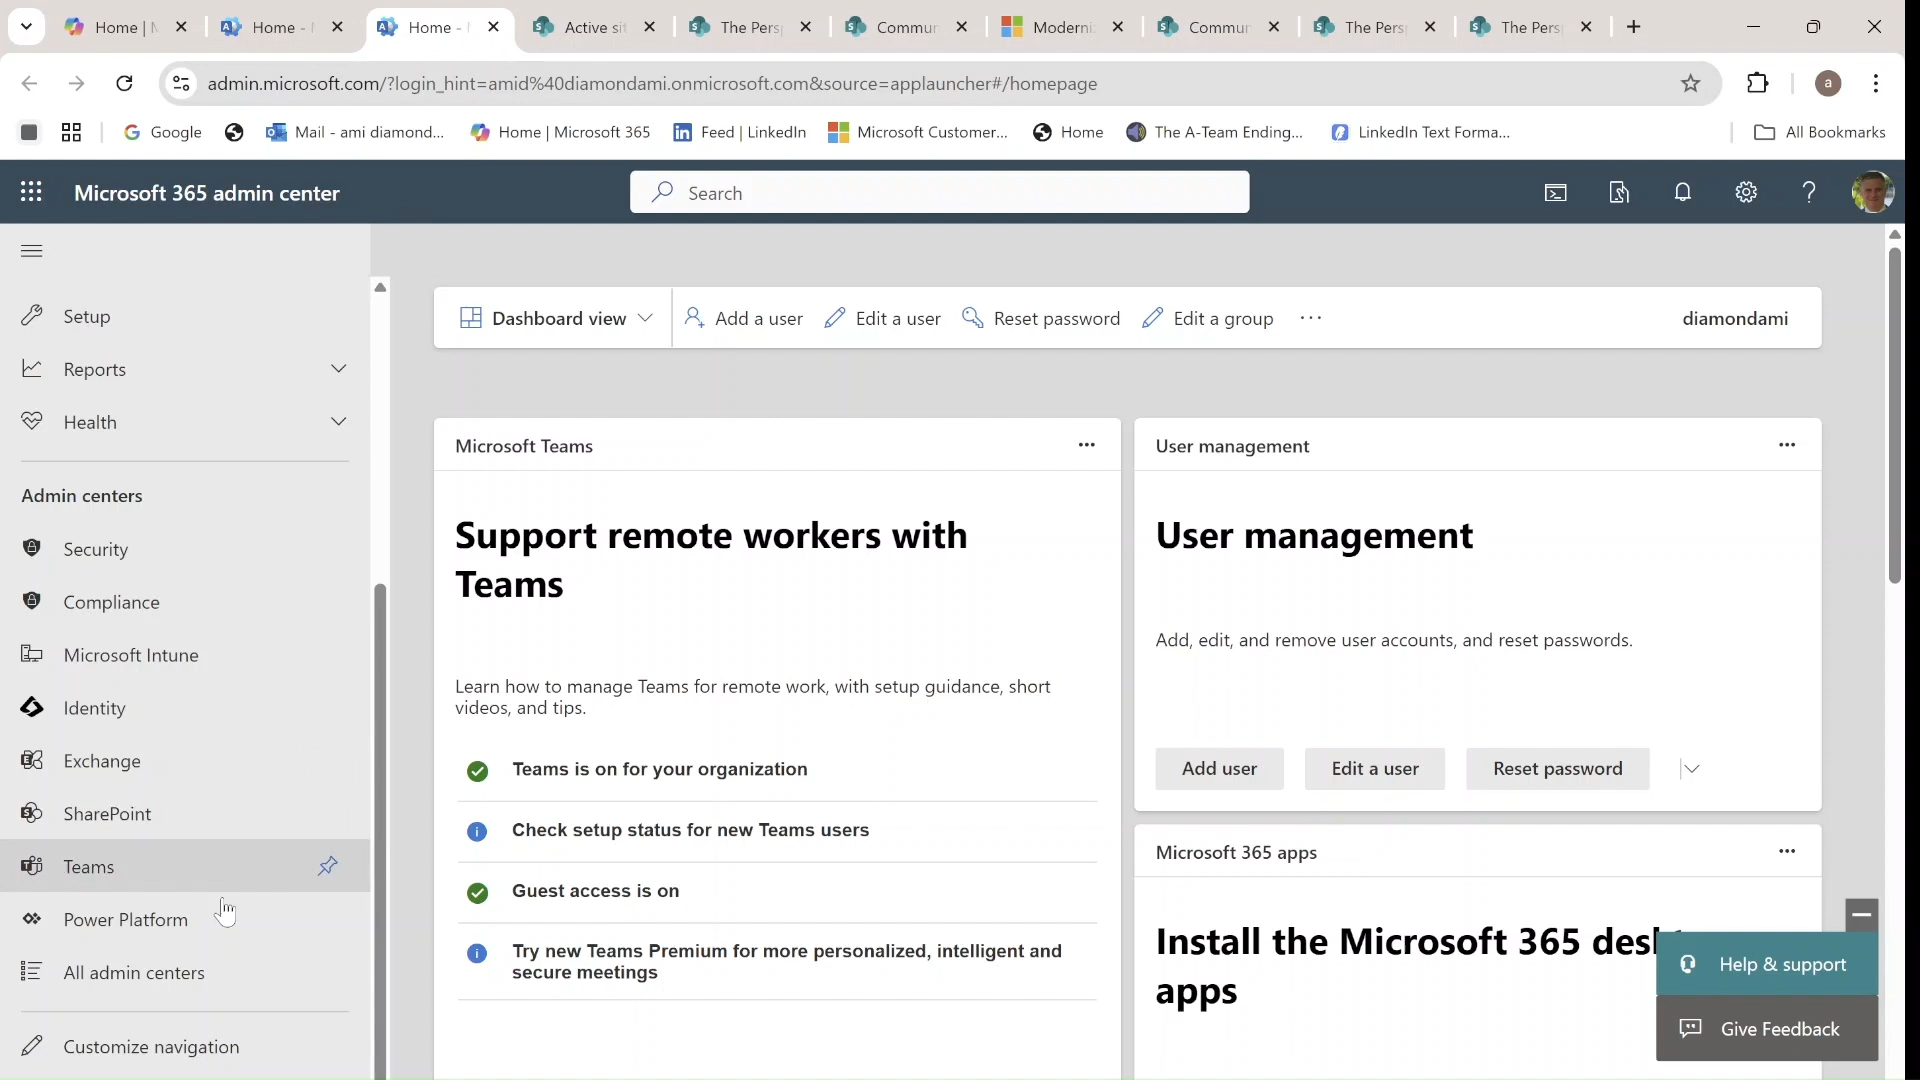 Home | M
Home -
Home -
Active sit
The Pers
Commun
Moderni
Commun
The Pers
The Pers
admin.microsoft.com/?login_hint=amid%40diamondami.onmicrosoft.com&source=applauncher#/homepage
a
Google
Mail - ami diamond...
Home | Microsoft 365
Feed | LinkedIn
Microsoft Customer...
Home
The A-Team Ending...
LinkedIn Text Forma...
All Bookmarks
Microsoft 365 admin center
Search
Setup
Reports
Health
Admin centers
Security
Compliance
Microsoft Intune
Identity
Exchange
SharePoint
Teams
Power Platform
All admin centers
Customize navigation
Dashboard view
Add a user
Edit a user
Reset password
Edit a group
diamondami
Microsoft Teams
Support remote workers with
Teams
Learn how to manage Teams for remote work, with setup guidance, short
videos, and tips.
Teams is on for your organization
Check setup status for new Teams users
Guest access is on
Try new Teams Premium for more personalized, intelligent and
secure meetings
User management
User management
Add, edit, and remove user accounts, and reset passwords.
Add user
Edit a user
Reset password
Microsoft 365 apps
Install the Microsoft 365 desk
apps
Help & support
Give Feedback